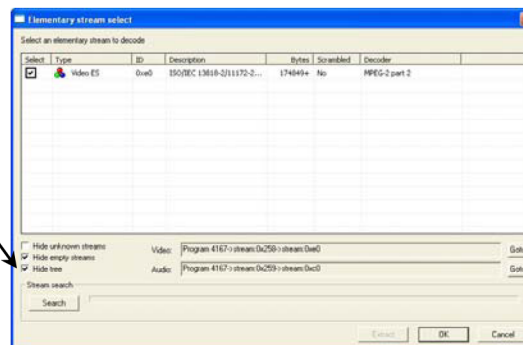 Elementary stream select
Select an elementary stream to decode
Select Type ID Description Bytes Scrambled Decoder
Video ES 0xe0 ISO/IEC 13818-2/11172-2... 174849+ No MPEG-2 part 2
Hide unknown streams
Hide empty streams
Hide tree
Video: Program 4167->stream:0x258->stream:0xe0 Goto
Audio: Program 4167->stream:0x259->stream:0xc0 Goto
Stream search
Search
Extract OK Cancel